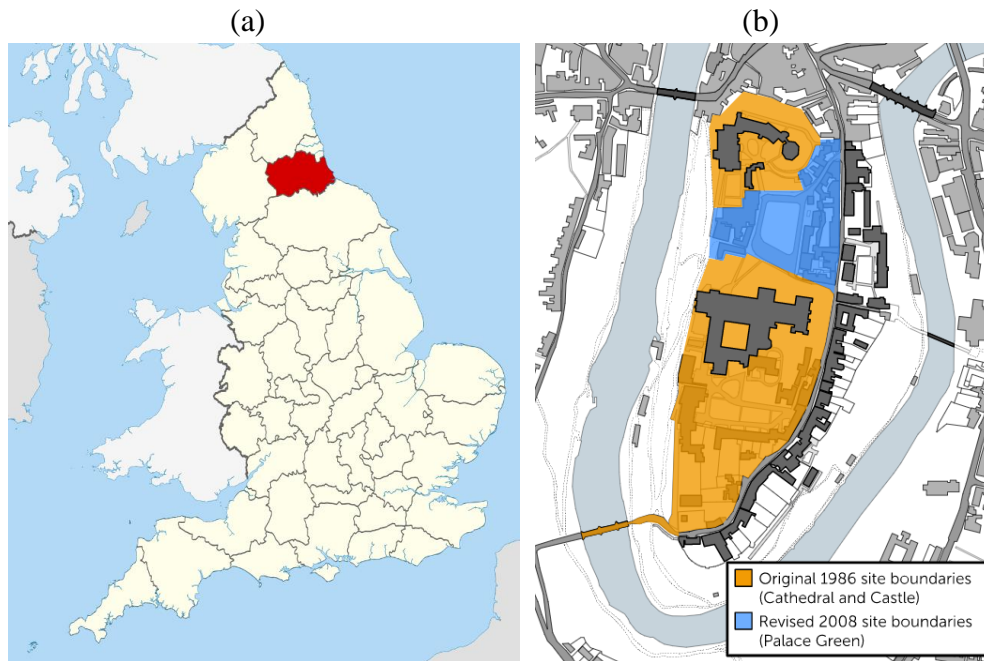 (a)
(b)
Original 1986 site boundaries
(Cathedral and Castle)
Revised 2008 site boundaries
(Palace Green)